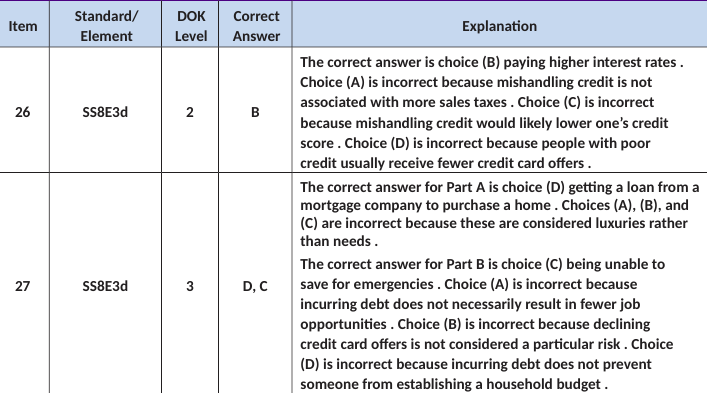 Item
Standard/
Element
DOK
Level
Correct
Answer
Explanation
26
SS8E3d
2
B
The correct answer is choice (B) paying higher interest rates .
Choice (A) is incorrect because mishandling credit is not
associated with more sales taxes . Choice (C) is incorrect
because mishandling credit would likely lower one’s credit
score . Choice (D) is incorrect because people with poor
credit usually receive fewer credit card offers .
27
SS8E3d
3
D, C
The correct answer for Part A is choice (D) getting a loan from a
mortgage company to purchase a home . Choices (A), (B), and
(C) are incorrect because these are considered luxuries rather
than needs .
The correct answer for Part B is choice (C) being unable to
save for emergencies . Choice (A) is incorrect because
incurring debt does not necessarily result in fewer job
opportunities . Choice (B) is incorrect because declining
credit card offers is not considered a particular risk . Choice
(D) is incorrect because incurring debt does not prevent
someone from establishing a household budget .